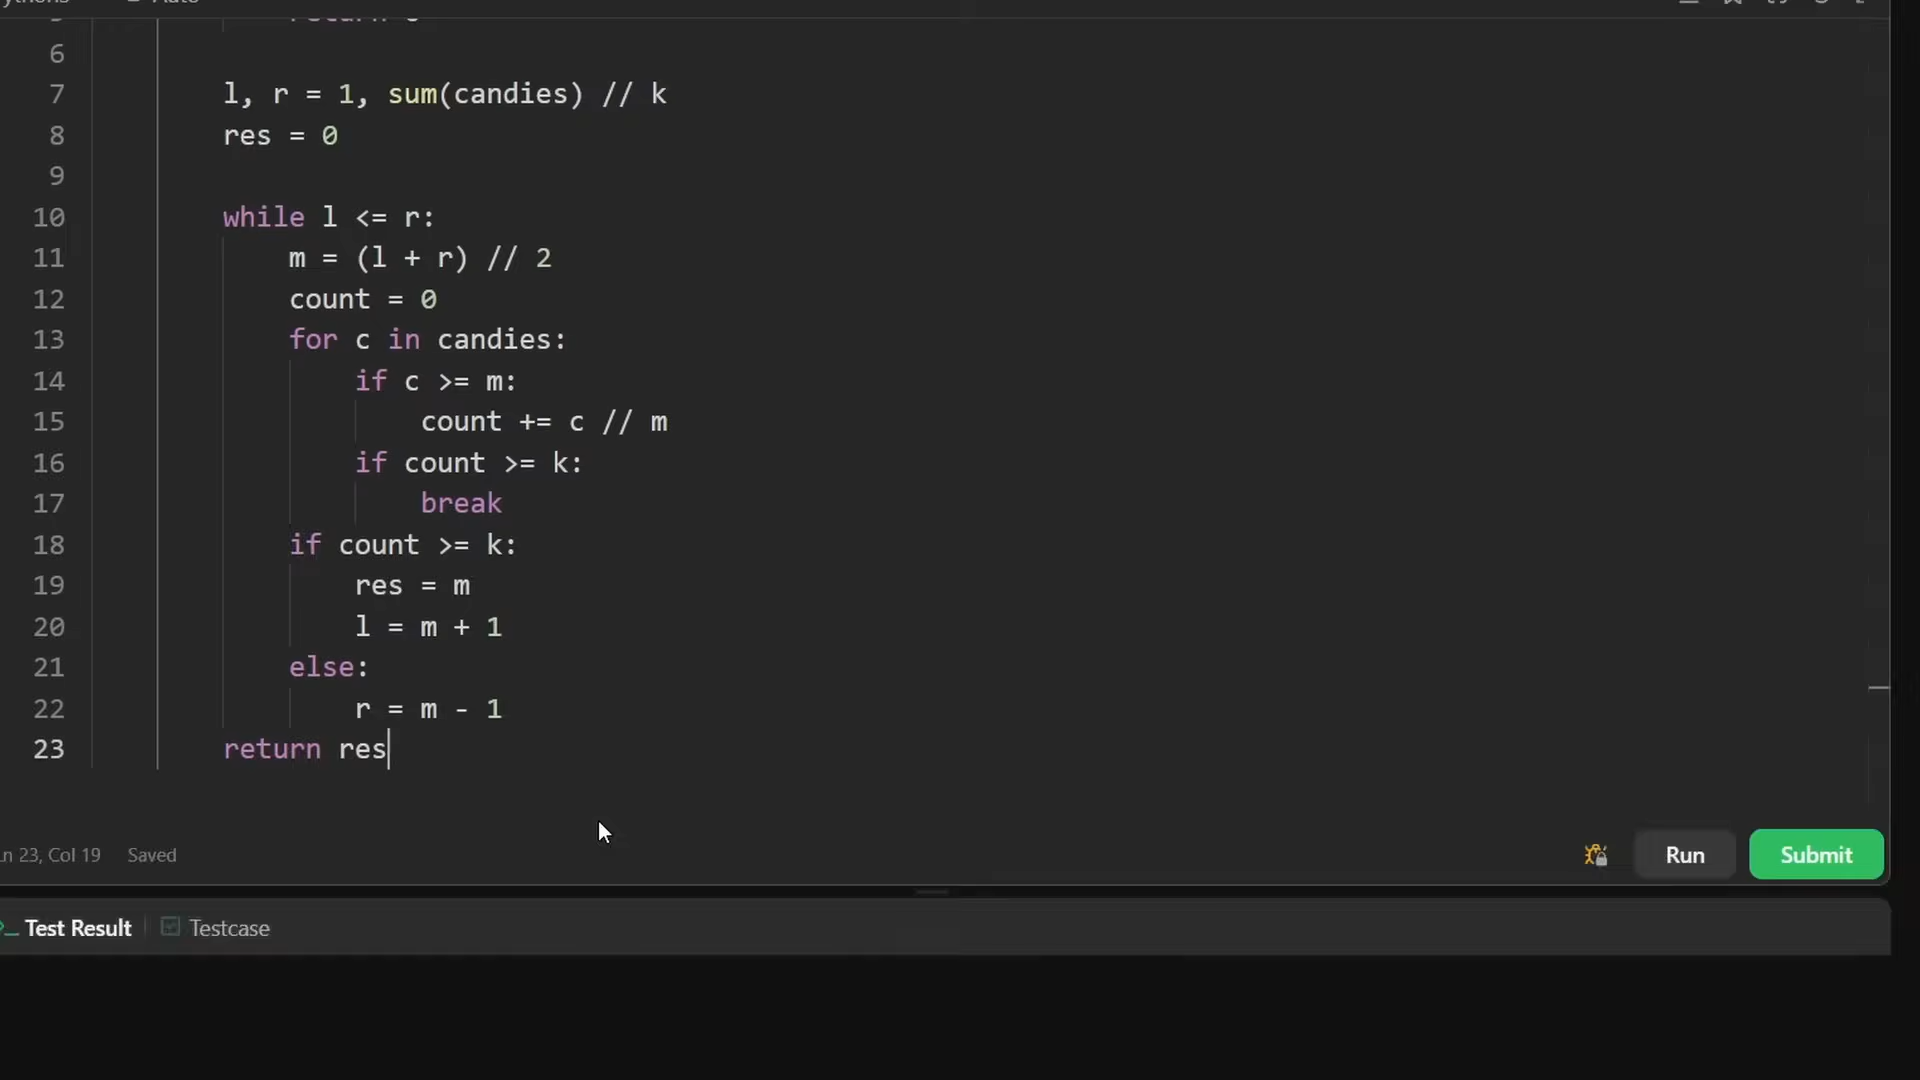 6
7 l, r = 1, sum(candies) // k
8 res = 0
9
10 while l <= r:
11 m = (l + r) // 2
12 count = 0
13 for c in candies:
14 if c >= m:
15 count += c // m
16 if count >= k:
17 break
18 if count >= k:
19 res = m
20 l = m + 1
21 else:
22 r = m - 1
23 return res
Ln 23, Col 19 Saved
Run Submit
Test Result Testcase